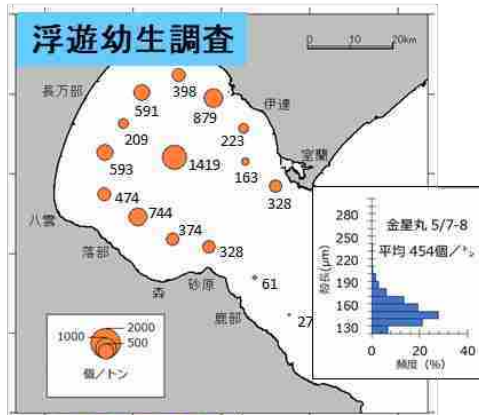 浮遊幼生調査
0 10 20km
398
長万部
591
879
伊達
209
223
室蘭
593
1419
163
328
474
744
八雲
374
328
落部
森
砂原
61
鹿部
27
2000
1000
500
個/トン
金星丸 5/7-8
平均 454個/トン
殻長(μm)
280
250
220
190
160
130
0 20 40
頻度 (%)